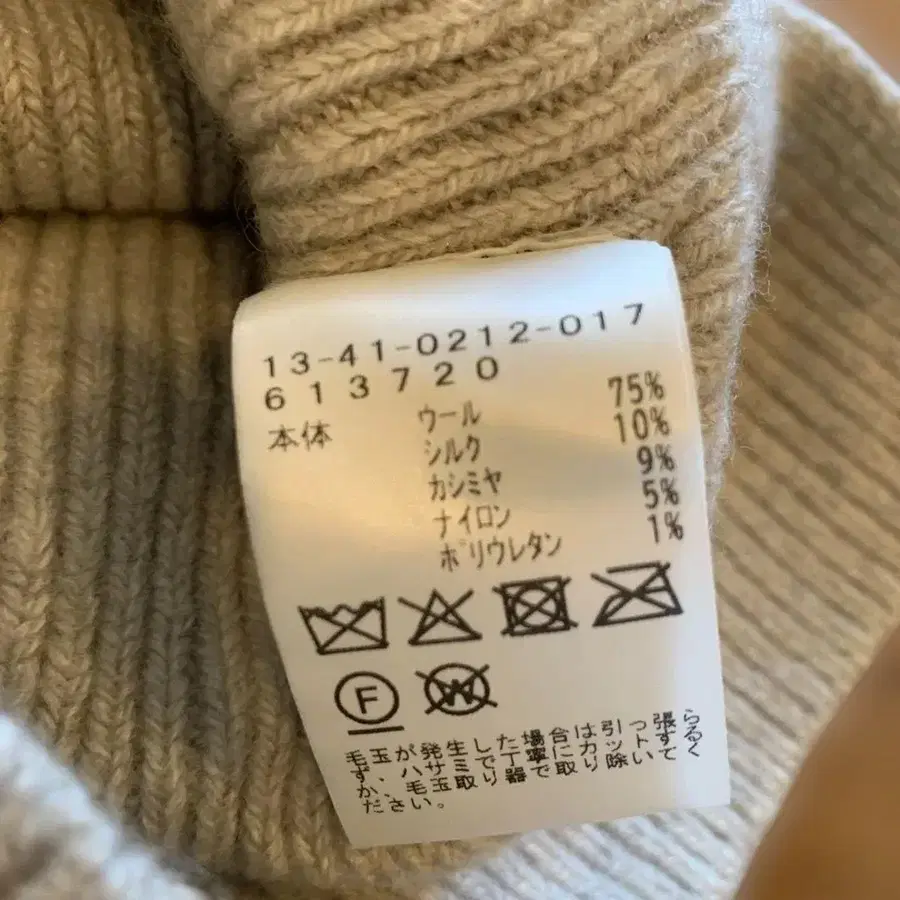 13-41-0212-017
613720
本体 ウール 75%
シルク 10%
カシミヤ 9%
ナイロン 5%
ポリウレタン 1%
F W
毛玉が発生した場合は引っ張ら
ず、ハサミで丁寧にカットする
か、毛玉取り器で取り除いてく
ださい。